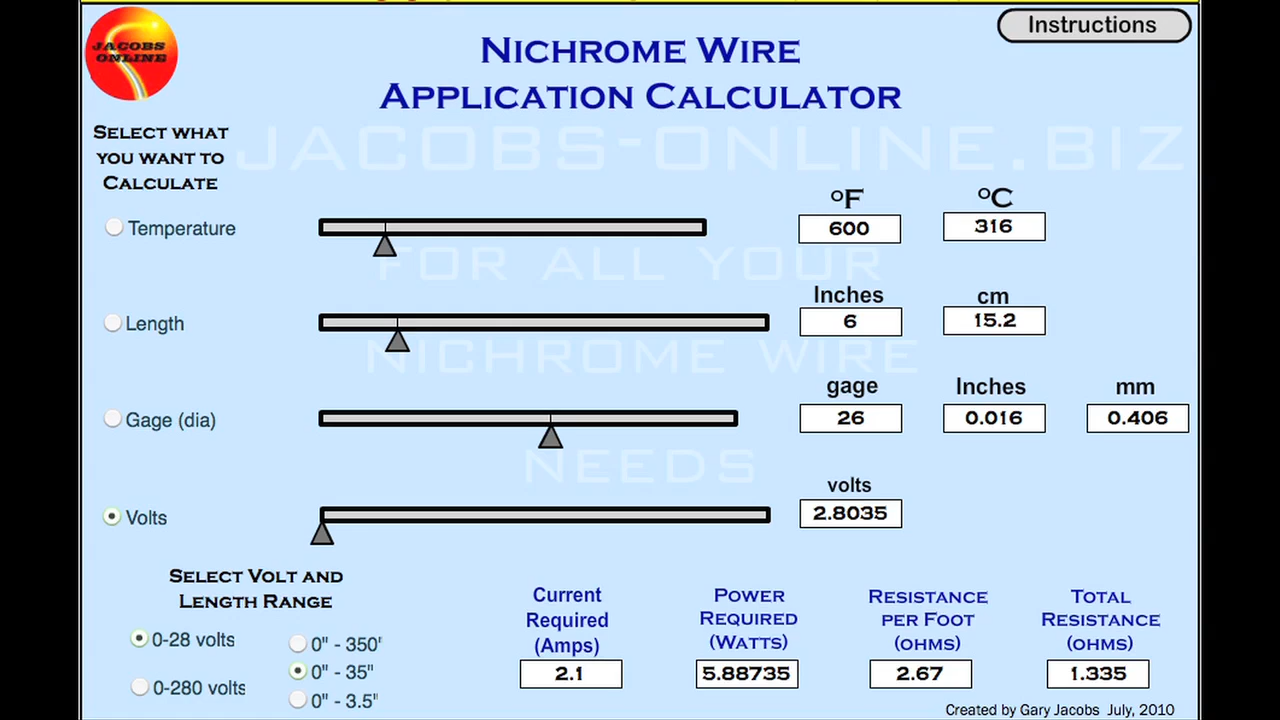 Instructions
JACOBS
ONLINE
Nichrome Wire
Application Calculator
JACOBS-ONLINE.BIZ
Select what
you want to
Calculate
°F
°C
Temperature
600
316
FOR ALL YOUR
Inches
cm
Length
6
15.2
NICHROME WIRE
gage
Inches
mm
Gage (dia)
26
0.016
0.406
NEEDS
volts
Volts
2.8035
Select Volt and
Length Range
0-28 volts
0-280 volts
0" - 350"
0" - 35"
0" - 3.5"
Current
Required
(Amps)
2.1
Power
Required
(Watts)
5.88735
Resistance
per Foot
(ohms)
2.67
Total
Resistance
(ohms)
1.335
Created by Gary Jacobs July, 2010